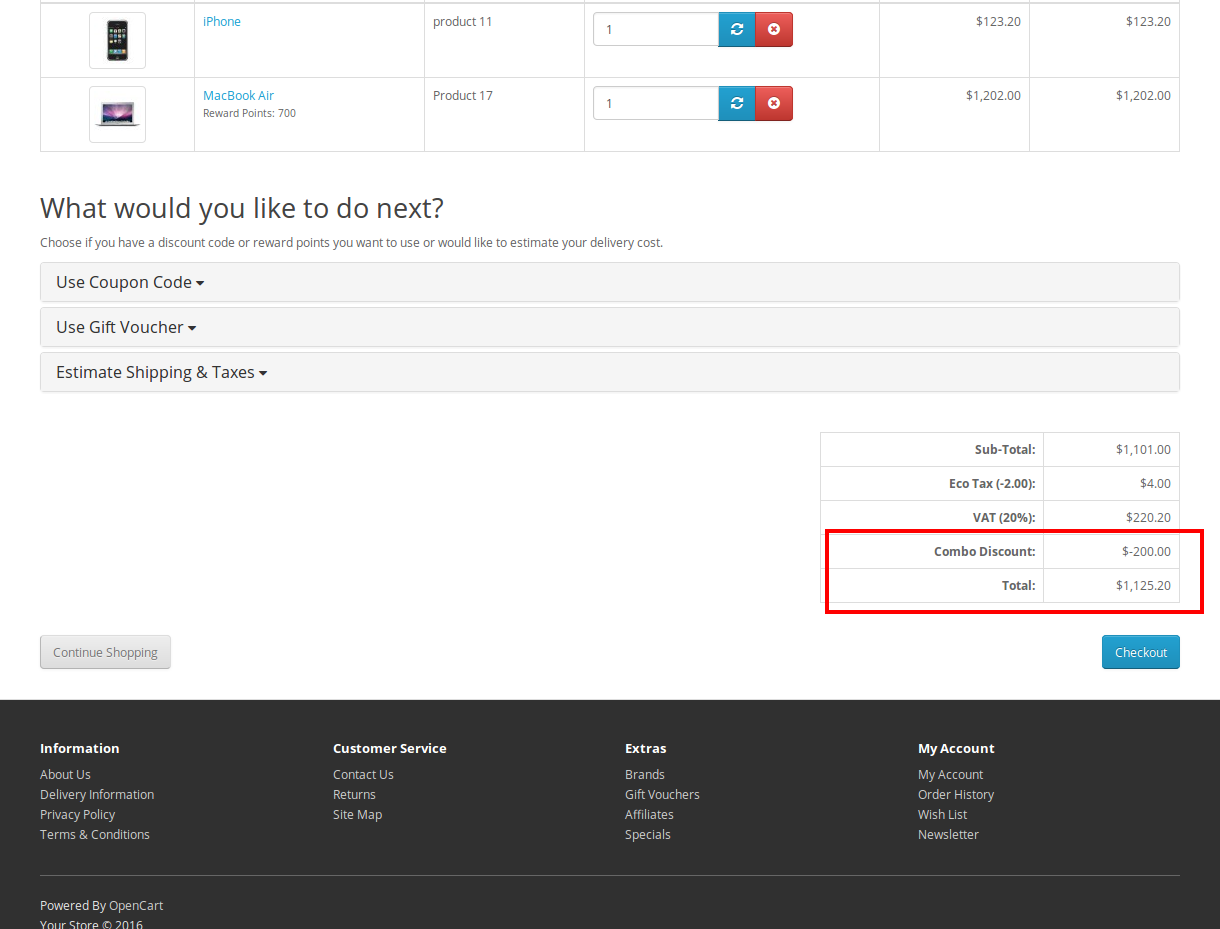 iPhone product 11 1 $123.20 $123.20
MacBook Air Product 17 1 $1,202.00 $1,202.00
Reward Points: 700
What would you like to do next?
Choose if you have a discount code or reward points you want to use or would like to estimate your delivery cost.
Use Coupon Code
Use Gift Voucher
Estimate Shipping & Taxes
Sub-Total: $1,101.00
Eco Tax (-2.00): $4.00
VAT (20%): $220.20
Combo Discount: $-200.00
Total: $1,125.20
Continue Shopping Checkout
Information Customer Service Extras My Account
About Us Contact Us Brands My Account
Delivery Information Returns Gift Vouchers Order History
Privacy Policy Site Map Affiliates Wish List
Terms & Conditions Specials Newsletter
Powered By OpenCart
Your Store © 2016